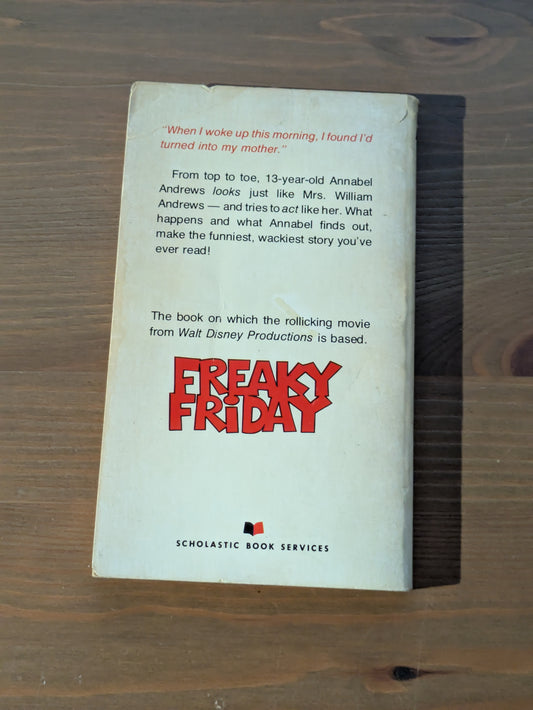 "When I woke up this morning, I found I'd
turned into my mother."
From top to toe, 13-year-old Annabel
Andrews looks just like Mrs. William
Andrews — and tries to act like her. What
happens and what Annabel finds out,
make the funniest, wackiest story you've
ever read!
The book on which the rollicking movie
from Walt Disney Productions is based.
FREAKY
FRiDAY
SCHOLASTIC BOOK SERVICES